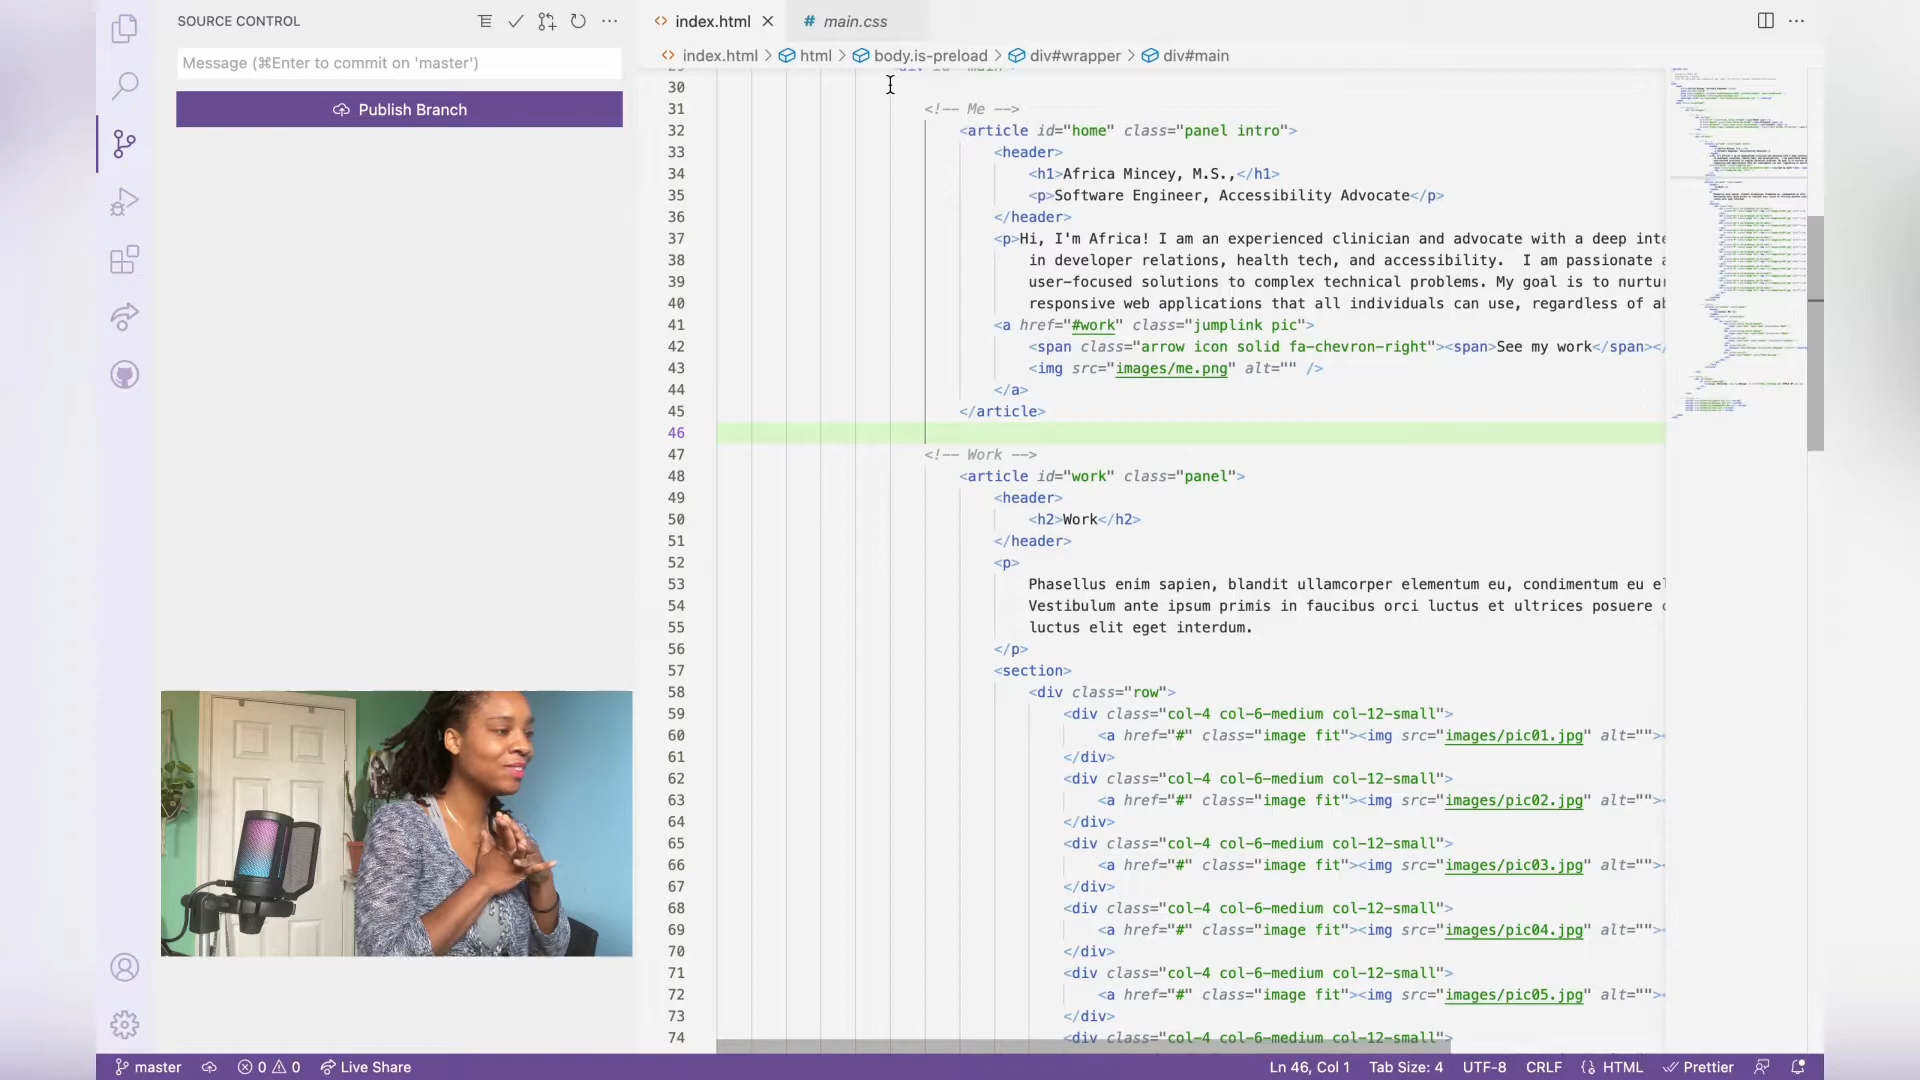 SOURCE CONTROL
Message (⌘Enter to commit on 'master')
Publish Branch
index.html
# main.css
index.html > html > body.is-preload > div#wrapper > div#main
30
31 <!-- Me -->
32 <article id="home" class="panel intro">
33 <header>
34 <h1>Africa Mincey, M.S.,</h1>
35 <p>Software Engineer, Accessibility Advocate</p>
36 </header>
37 <p>Hi, I'm Africa! I am an experienced clinician and advocate with a deep inte
38 in developer relations, health tech, and accessibility.  I am passionate a
39 user-focused solutions to complex technical problems. My goal is to nurtur
40 responsive web applications that all individuals can use, regardless of ab
41 <a href="#work" class="jumplink pic">
42 <span class="arrow icon solid fa-chevron-right"><span>See my work</span></
43 <img src="images/me.png" alt="" />
44 </a>
45 </article>
46
47 <!-- Work -->
48 <article id="work" class="panel">
49 <header>
50 <h2>Work</h2>
51 </header>
52 <p>
53 Phasellus enim sapien, blandit ullamcorper elementum eu, condimentum eu el
54 Vestibulum ante ipsum primis in faucibus orci luctus et ultrices posuere c
55 luctus elit eget interdum.
56 </p>
57 <section>
58 <div class="row">
59 <div class="col-4 col-6-medium col-12-small">
60 <a href="#" class="image fit"><img src="images/pic01.jpg" alt=""><
61 </div>
62 <div class="col-4 col-6-medium col-12-small">
63 <a href="#" class="image fit"><img src="images/pic02.jpg" alt=""><
64 </div>
65 <div class="col-4 col-6-medium col-12-small">
66 <a href="#" class="image fit"><img src="images/pic03.jpg" alt=""><
67 </div>
68 <div class="col-4 col-6-medium col-12-small">
69 <a href="#" class="image fit"><img src="images/pic04.jpg" alt=""><
70 </div>
71 <div class="col-4 col-6-medium col-12-small">
72 <a href="#" class="image fit"><img src="images/pic05.jpg" alt=""><
73 </div>
74 <div class="col-4 col-6-medium col-12-small">
master 0 0 Live Share Ln 46, Col 1 Tab Size: 4 UTF-8 CRLF HTML Prettier